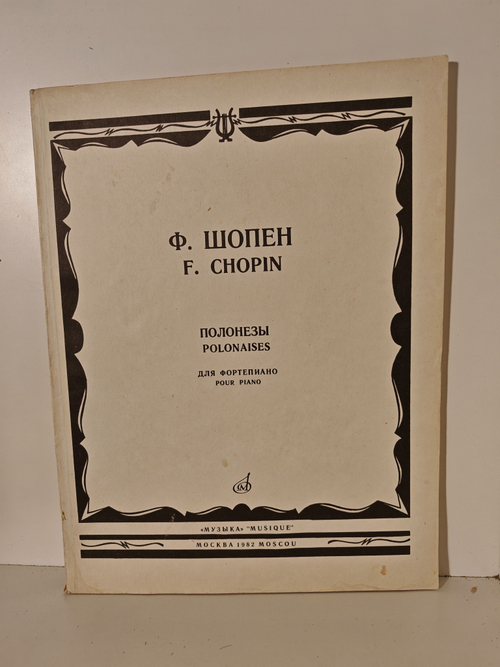 Ф. ШОПЕН
F. CHOPIN
ПОЛОНЕЗЫ
POLONAISES
ДЛЯ ФОРТЕПИАНО
POUR PIANO
«МУЗЫКА» "MUSIQUE"
МОСКВА 1982 MOSCOU